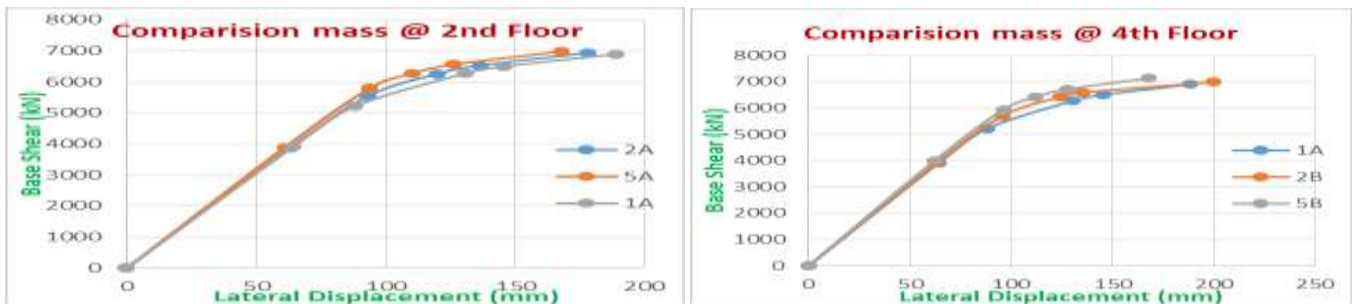 Comparision mass @ 2nd Floor
8000
7000
6000
5000
4000
3000
2000
1000
0
Base Shear (kN)
0 50 100 150 200
Lateral Displacement (mm)
2A
5A
1A
Comparision mass @ 4th Floor
8000
7000
6000
5000
4000
3000
2000
1000
0
Base Shear (kN)
0 50 100 150 200 250
Lateral Displacement (mm)
1A
2B
5B